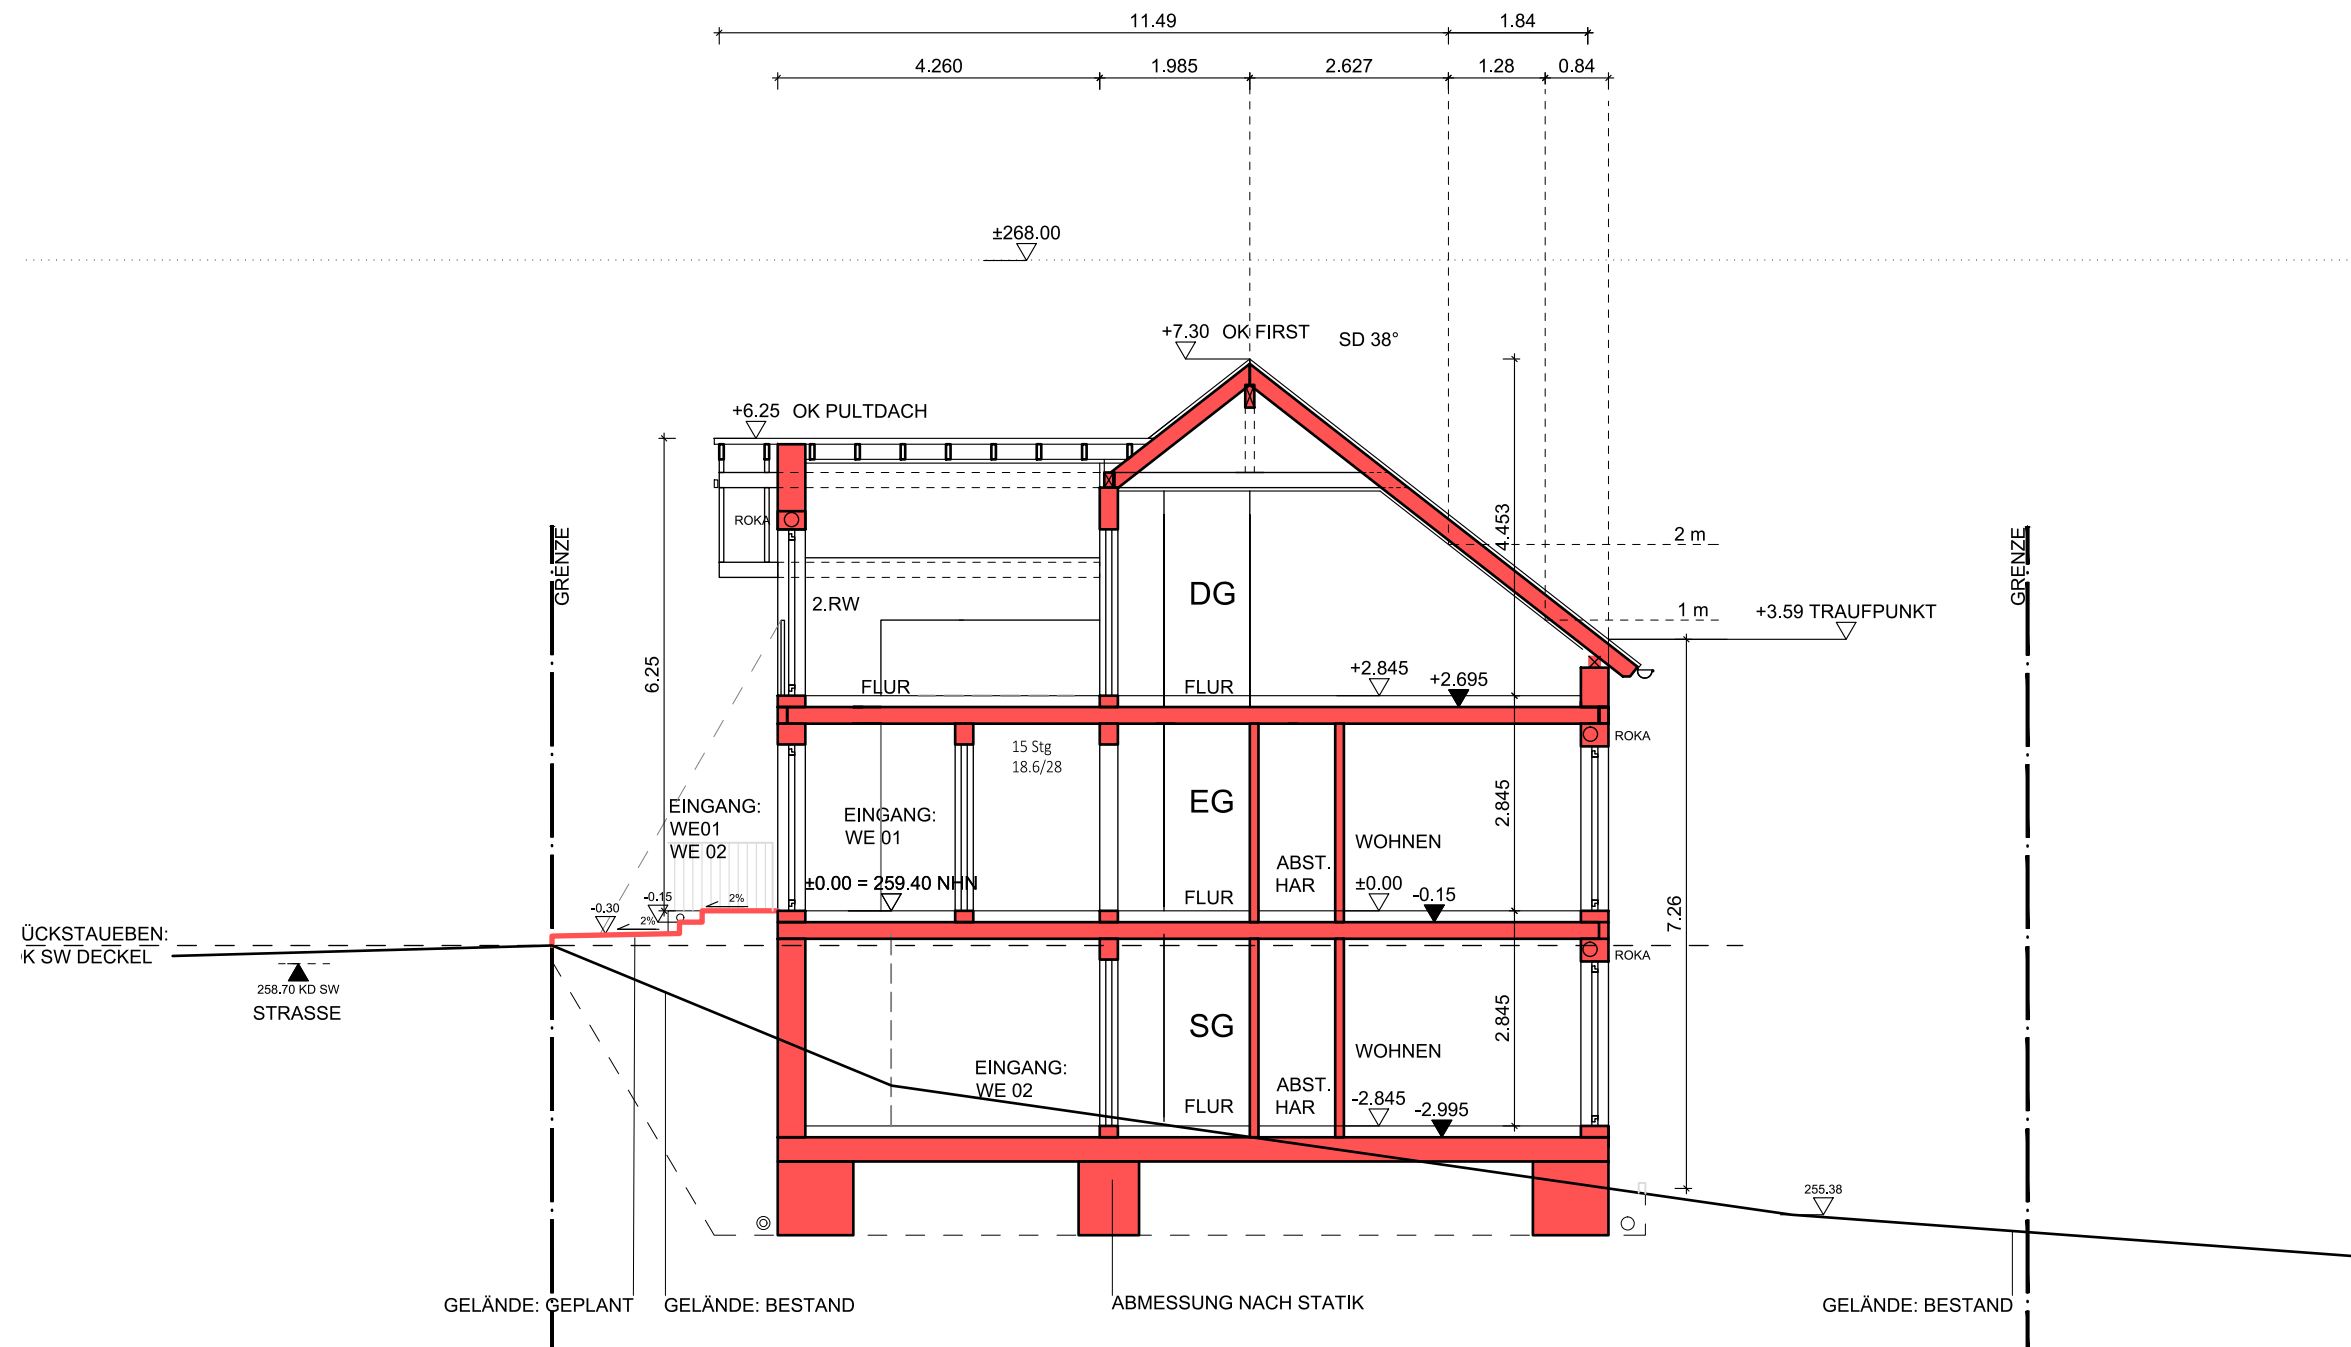 11.49
1.84
4.260
1.985
2.627
1.28
0.84
±268.00
+7.30 OK FIRST
SD 38°
+6.25 OK PULTDACH
ROKA
GRENZE
GRENZE
4.453
2 m
DG
2.RW
1 m
+3.59 TRAUFPUNKT
6.25
+2.845
+2.695
FLUR
FLUR
ROKA
15 Stg
18.6/28
EINGANG:
WE01
WE 02
EINGANG:
WE 01
EG
2.845
WOHNEN
ABST.
HAR
±0.00 = 259.40 NHN
FLUR
±0.00
-0.15
-0.30
-0.15
2%
2%
7.26
ÜCKSTAUEBEN:
K SW DECKEL
ROKA
258.70 KD SW
STRASSE
SG
2.845
WOHNEN
EINGANG:
WE 02
ABST.
HAR
FLUR
-2.845
-2.995
255.38
GELÄNDE: GEPLANT
GELÄNDE: BESTAND
ABMESSUNG NACH STATIK
GELÄNDE: BESTAND